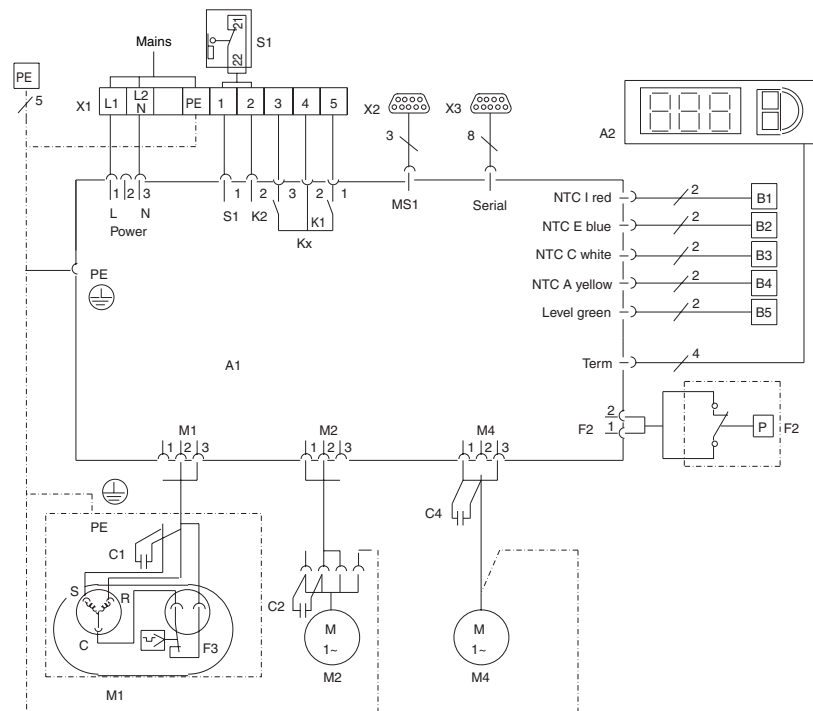 21
S1
22
Mains
PE
5
X1 L1 L2 N PE 1 2 3 4 5
X2
X3
3
8
A2
1 2 3
L N
Power
1 2 3 2 1
S1 K2 K1
Kx
MS1
Serial
NTC I red 2 B1
NTC E blue 2 B2
NTC C white 2 B3
NTC A yellow 2 B4
Level green 2 B5
PE
A1
Term 4
2
1
F2
P
F2
M1
1 2 3
M2
1 2 3
M4
1 2 3
PE
C1
C4
S R
C
F3
C2
M
1~
M
1~
M1
M2
M4